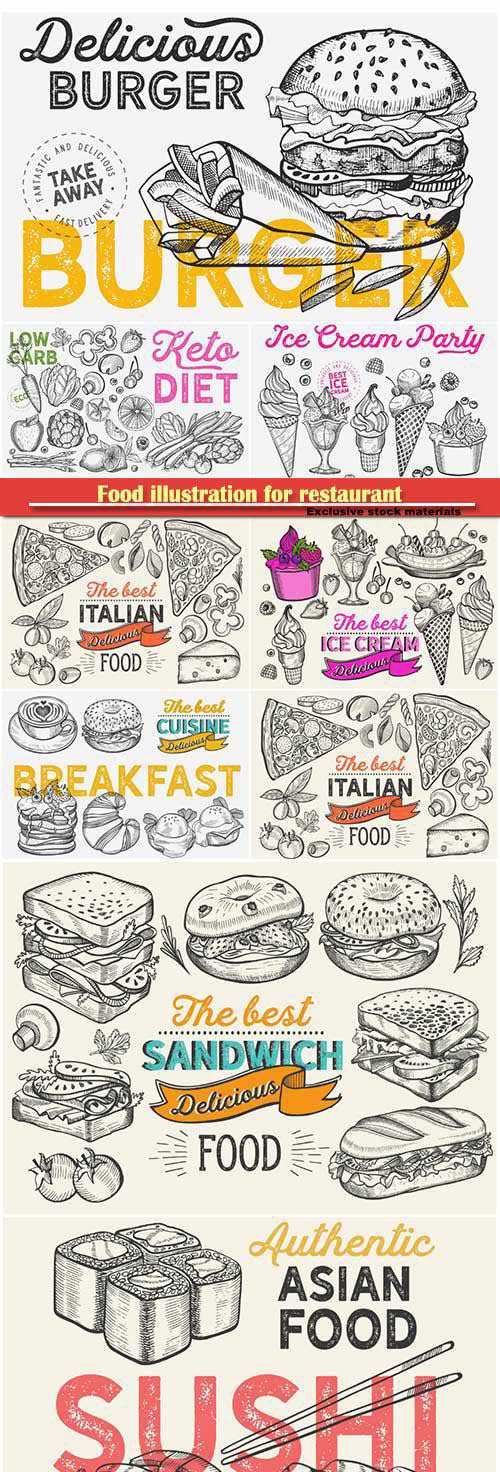 Delicious
BURGER
FANTASTIC AND DELICIOUS
TAKE
AWAY
FAST DELIVERY
BURGER
LOW
CARB
ECO
Keto
DIET
Ice Cream Party
BEST
ICE
CREAM
Food illustration for restaurant
Exclusive stock materials
The best
ITALIAN
Delicious
FOOD
The best
ICE CREAM
Delicious
The best
CUISINE
Delicious
BREAKFAST
The best
ITALIAN
Delicious
FOOD
The best
SANDWICH
Delicious
FOOD
Authentic
ASIAN
FOOD
SUSHI